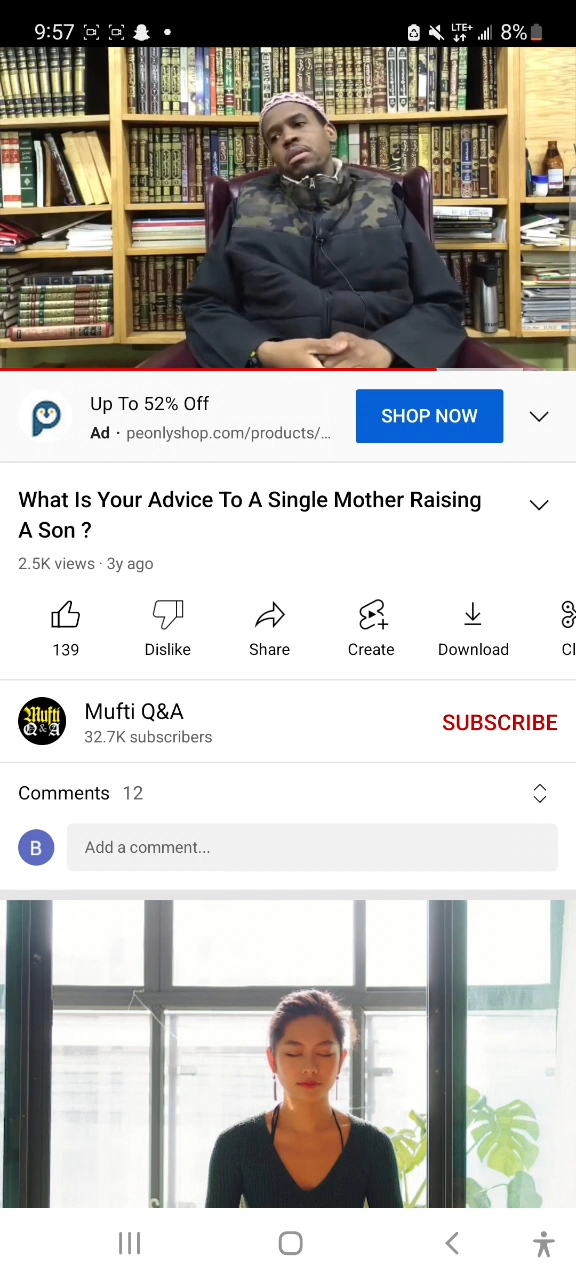 9:57
LTE+
8%
Up To 52% Off
SHOP NOW
Ad · peonlyshop.com/products/...
What Is Your Advice To A Single Mother Raising
A Son ?
2.5K views · 3y ago
139
Dislike
Share
Create
Download
Cl
Mufti
Q&A
Mufti Q&A
32.7K subscribers
SUBSCRIBE
Comments 12
B
Add a comment...